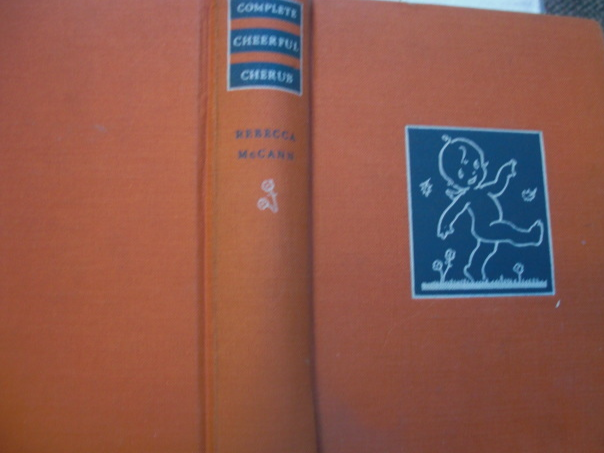 COMPLETE
CHEERFUL
CHERUB
REBECCA
McCANN